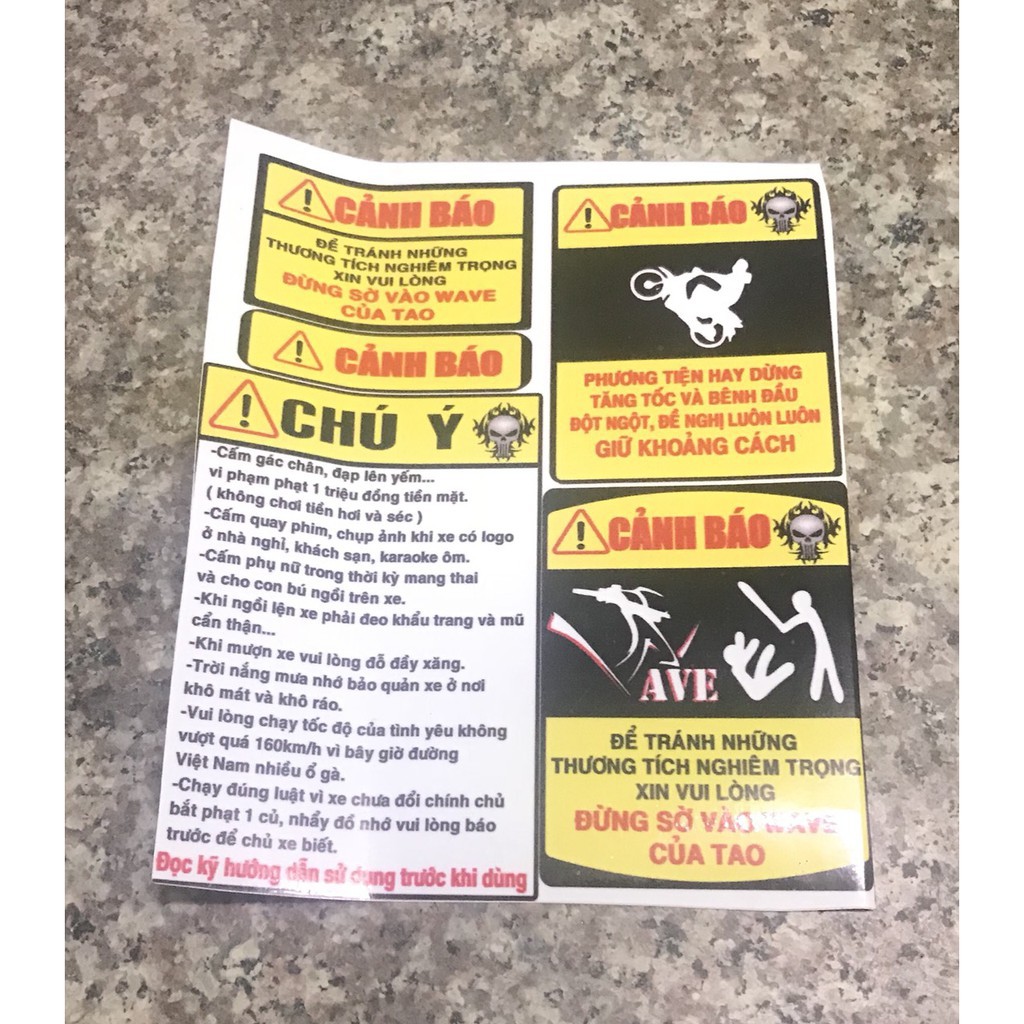 CẢNH BÁO
ĐỂ TRÁNH NHỮNG
THƯƠNG TÍCH NGHIÊM TRỌNG
XIN VUI LÒNG
ĐỪNG SỜ VÀO WAVE
CỦA TAO
CẢNH BÁO
CHÚ Ý
-Cấm gác chân, đạp lên yếm...
vi phạm phạt 1 triệu đồng tiền mặt.
( không chơi tiền hơi và séc )
-Cấm quay phim, chụp ảnh khi xe có logo
ở nhà nghỉ, khách sạn, karaoke ôm.
-Cấm phụ nữ trong thời kỳ mang thai
và cho con bú ngồi trên xe.
-Khi ngồi lện xe phải đeo khẩu trang và mũ
cẩn thận...
-Khi mượn xe vui lòng đỗ đầy xăng.
-Trời nắng mưa nhớ bảo quản xe ở nơi
khô mát và khô ráo.
-Vui lòng chạy tốc độ của tình yêu không
vượt quá 160km/h vì bây giờ đường
Việt Nam nhiều ổ gà.
-Chạy đúng luật vì xe chưa đổi chính chủ
bắt phạt 1 củ, nhẩy đồ nhớ vui lòng báo
trước để chủ xe biết.
Đọc kỹ hướng dẫn sử dụng trước khi dùng
CẢNH BÁO
PHƯƠNG TIỆN HAY DỪNG
TĂNG TỐC VÀ BÊNH ĐẦU
ĐỘT NGỘT, ĐỀ NGHỊ LUÔN LUÔN
GIỮ KHOẢNG CÁCH
CẢNH BÁO
AVE
ĐỂ TRÁNH NHỮNG
THƯƠNG TÍCH NGHIÊM TRỌNG
XIN VUI LÒNG
ĐỪNG SỜ VÀO WAVE
CỦA TAO